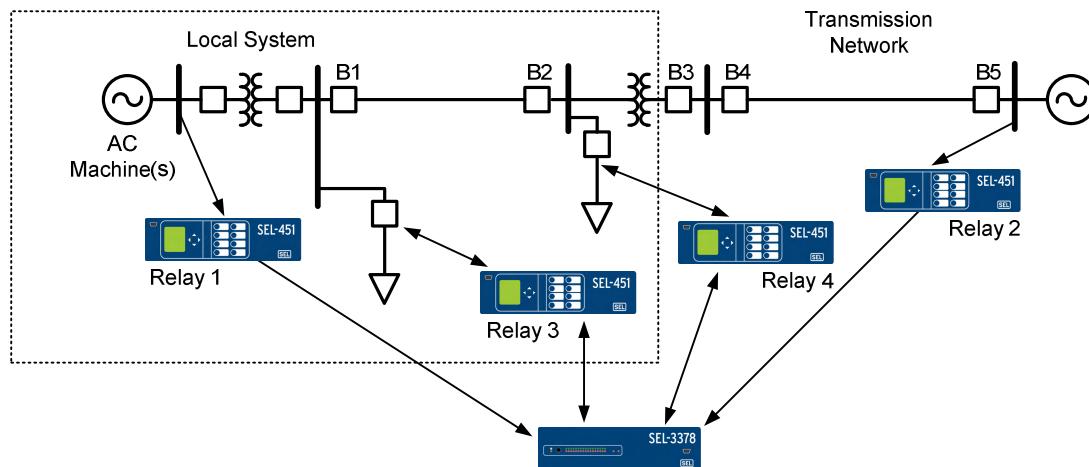 Local System
Transmission
Network
B1
B2
B3
B4
B5
AC
Machine(s)
SEL-451
SEL
Relay 1
SEL-451
SEL
Relay 2
SEL-451
SEL
Relay 3
SEL-451
SEL
Relay 4
SEL-3378
SEL